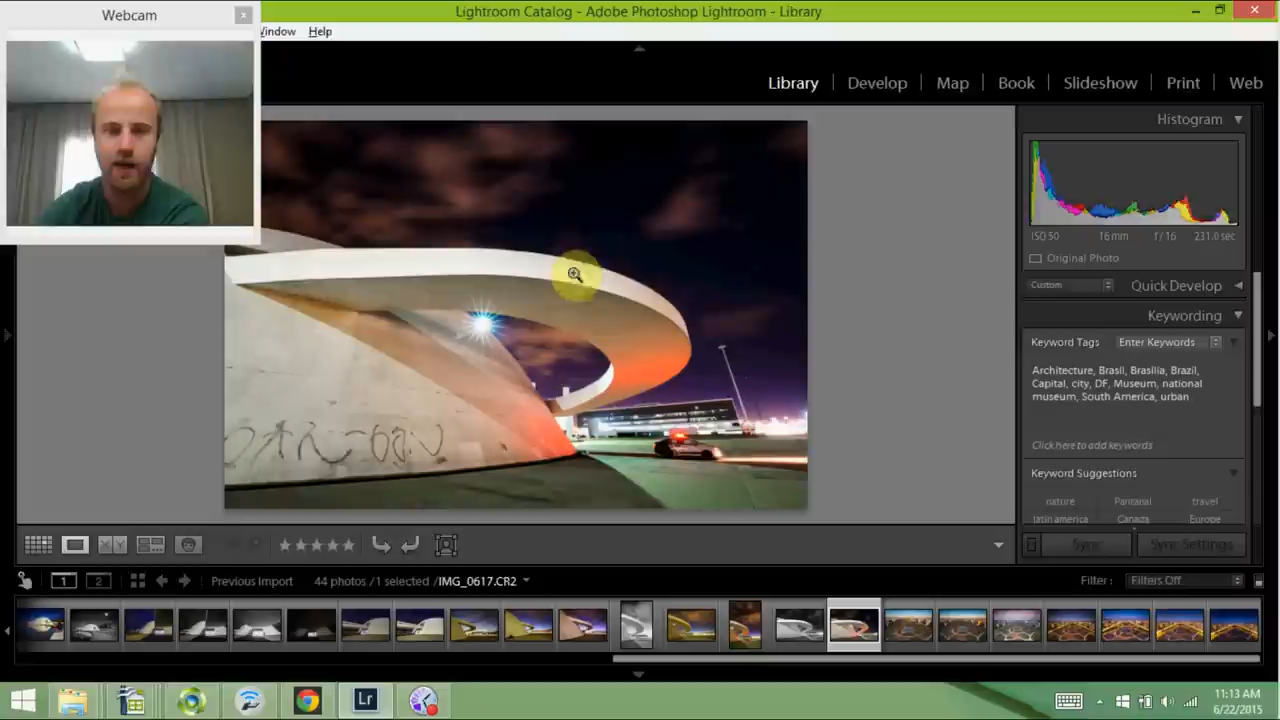 Webcam
x
Lightroom Catalog - Adobe Photoshop Lightroom - Library
Window Help
Library Develop Map Book Slideshow Print Web
Histogram
ISO 50 16 mm f / 16 231.0 sec
Original Photo
Custom Quick Develop
Keywording
Keyword Tags Enter Keywords
Architecture, Brasil, Brasília, Brazil,
Capital, city, DF, Museum, national
museum, South America, urban
Click here to add keywords
Keyword Suggestions
nature Pantanal travel
latin america Canada Europe
Sync Sync Settings
X Y
1 2 Previous Import 44 photos / 1 selected / IMG_0617.CR2 Filter : Filters Off
Lr
11:13 AM
6/22/2015